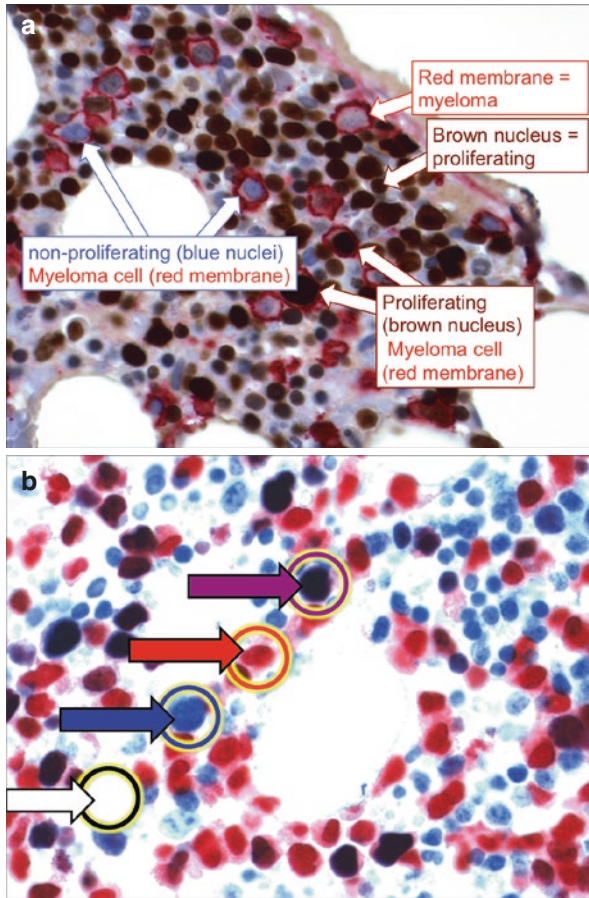 a
Red membrane =
myeloma
Brown nucleus =
proliferating
non-proliferating (blue nuclei)
Myeloma cell (red membrane)
Proliferating
(brown nucleus)
Myeloma cell
(red membrane)
b